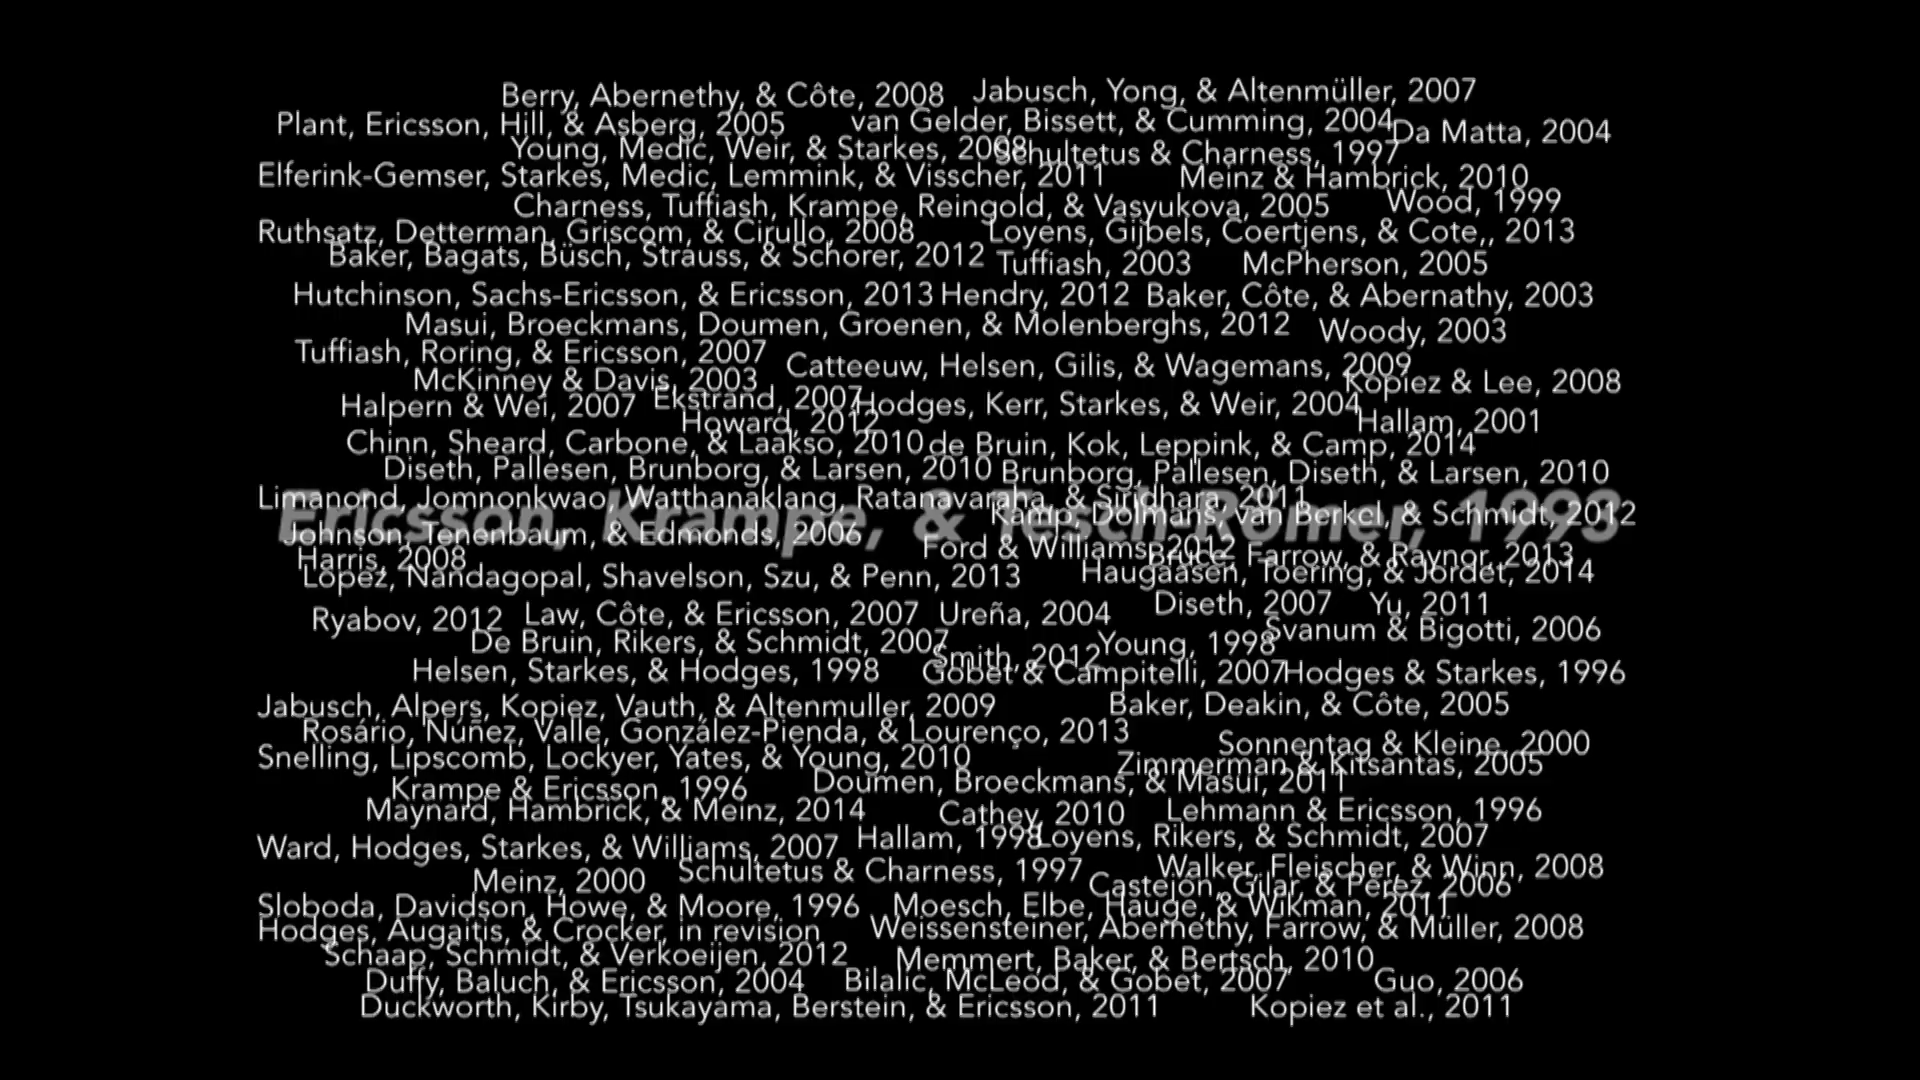 Berry, Abernethy, & Côte, 2008
Jabusch, Yong, & Altenmüller, 2007
Plant, Ericsson, Hill, & Asberg, 2005
van Gelder, Bissett, & Cumming, 2004
Da Matta, 2004
Young, Medic, Weir, & Starkes, 2008
Schultetus & Charness, 1997
Elferink-Gemser, Starkes, Medic, Lemmink, & Visscher, 2011
Meinz & Hambrick, 2010
Charness, Tuffiash, Krampe, Reingold, & Vasyukova, 2005
Wood, 1999
Ruthsatz, Detterman, Griscom, & Cirullo, 2008
Loyens, Gijbels, Coertjens, & Cote,, 2013
Baker, Bagats, Büsch, Strauss, & Schorer, 2012
Tuffiash, 2003
McPherson, 2005
Hutchinson, Sachs-Ericsson, & Ericsson, 2013
Hendry, 2012
Baker, Côte, & Abernathy, 2003
Masui, Broeckmans, Doumen, Groenen, & Molenberghs, 2012
Woody, 2003
Tuffiash, Roring, & Ericsson, 2007
Catteeuw, Helsen, Gilis, & Wagemans, 2009
McKinney & Davis, 2003
Kopiez & Lee, 2008
Halpern & Wei, 2007
Ekstrand, 2007
Hodges, Kerr, Starkes, & Weir, 2004
Howard, 2012
Hallam, 2001
Chinn, Sheard, Carbone, & Laakso, 2010
de Bruin, Kok, Leppink, & Camp, 2014
Diseth, Pallesen, Brunborg, & Larsen, 2010
Brunborg, Pallesen, Diseth, & Larsen, 2010
Limanond, Jomnonkwao, Watthanaklang, Ratanavaraha, & Siridhara, 2011
Ericsson, Krampe, & Tesch-Römer, 1993
Kamp, Dolmans, van Berkel, & Schmidt, 2012
Johnson, Tenenbaum, & Edmonds, 2006
Ford & Williams, 2012
Bruce, Farrow, & Raynor, 2013
Harris, 2008
Lopez, Nandagopal, Shavelson, Szu, & Penn, 2013
Haugaasen, Toering, & Jordet, 2014
Diseth, 2007
Yu, 2011
Ryabov, 2012
Law, Côte, & Ericsson, 2007
Ureña, 2004
Svanum & Bigotti, 2006
De Bruin, Rikers, & Schmidt, 2007
Young, 1998
Smith, 2012
Helsen, Starkes, & Hodges, 1998
Gobet & Campitelli, 2007
Hodges & Starkes, 1996
Jabusch, Alpers, Kopiez, Vauth, & Altenmuller, 2009
Baker, Deakin, & Côte, 2005
Rosário, Núñez, Valle, González-Pienda, & Lourenço, 2013
Sonnentag & Kleine, 2000
Snelling, Lipscomb, Lockyer, Yates, & Young, 2010
Zimmerman & Kitsantas, 2005
Krampe & Ericsson, 1996
Doumen, Broeckmans, & Masui, 2011
Maynard, Hambrick, & Meinz, 2014
Cathey, 2010
Lehmann & Ericsson, 1996
Ward, Hodges, Starkes, & Williams, 2007
Hallam, 1998
Loyens, Rikers, & Schmidt, 2007
Schultetus & Charness, 1997
Walker, Fleischer, & Winn, 2008
Meinz, 2000
Castejón, Gilar, & Pérez, 2006
Sloboda, Davidson, Howe, & Moore, 1996
Moesch, Elbe, Hauge, & Wikman, 2011
Hodges, Augaitis, & Crocker, in revision
Weissensteiner, Abernethy, Farrow, & Müller, 2008
Schaap, Schmidt, & Verkoeijen, 2012
Memmert, Baker, & Bertsch, 2010
Duffy, Baluch, & Ericsson, 2004
Bilalic, McLeod, & Gobet, 2007
Guo, 2006
Duckworth, Kirby, Tsukayama, Berstein, & Ericsson, 2011
Kopiez et al., 2011